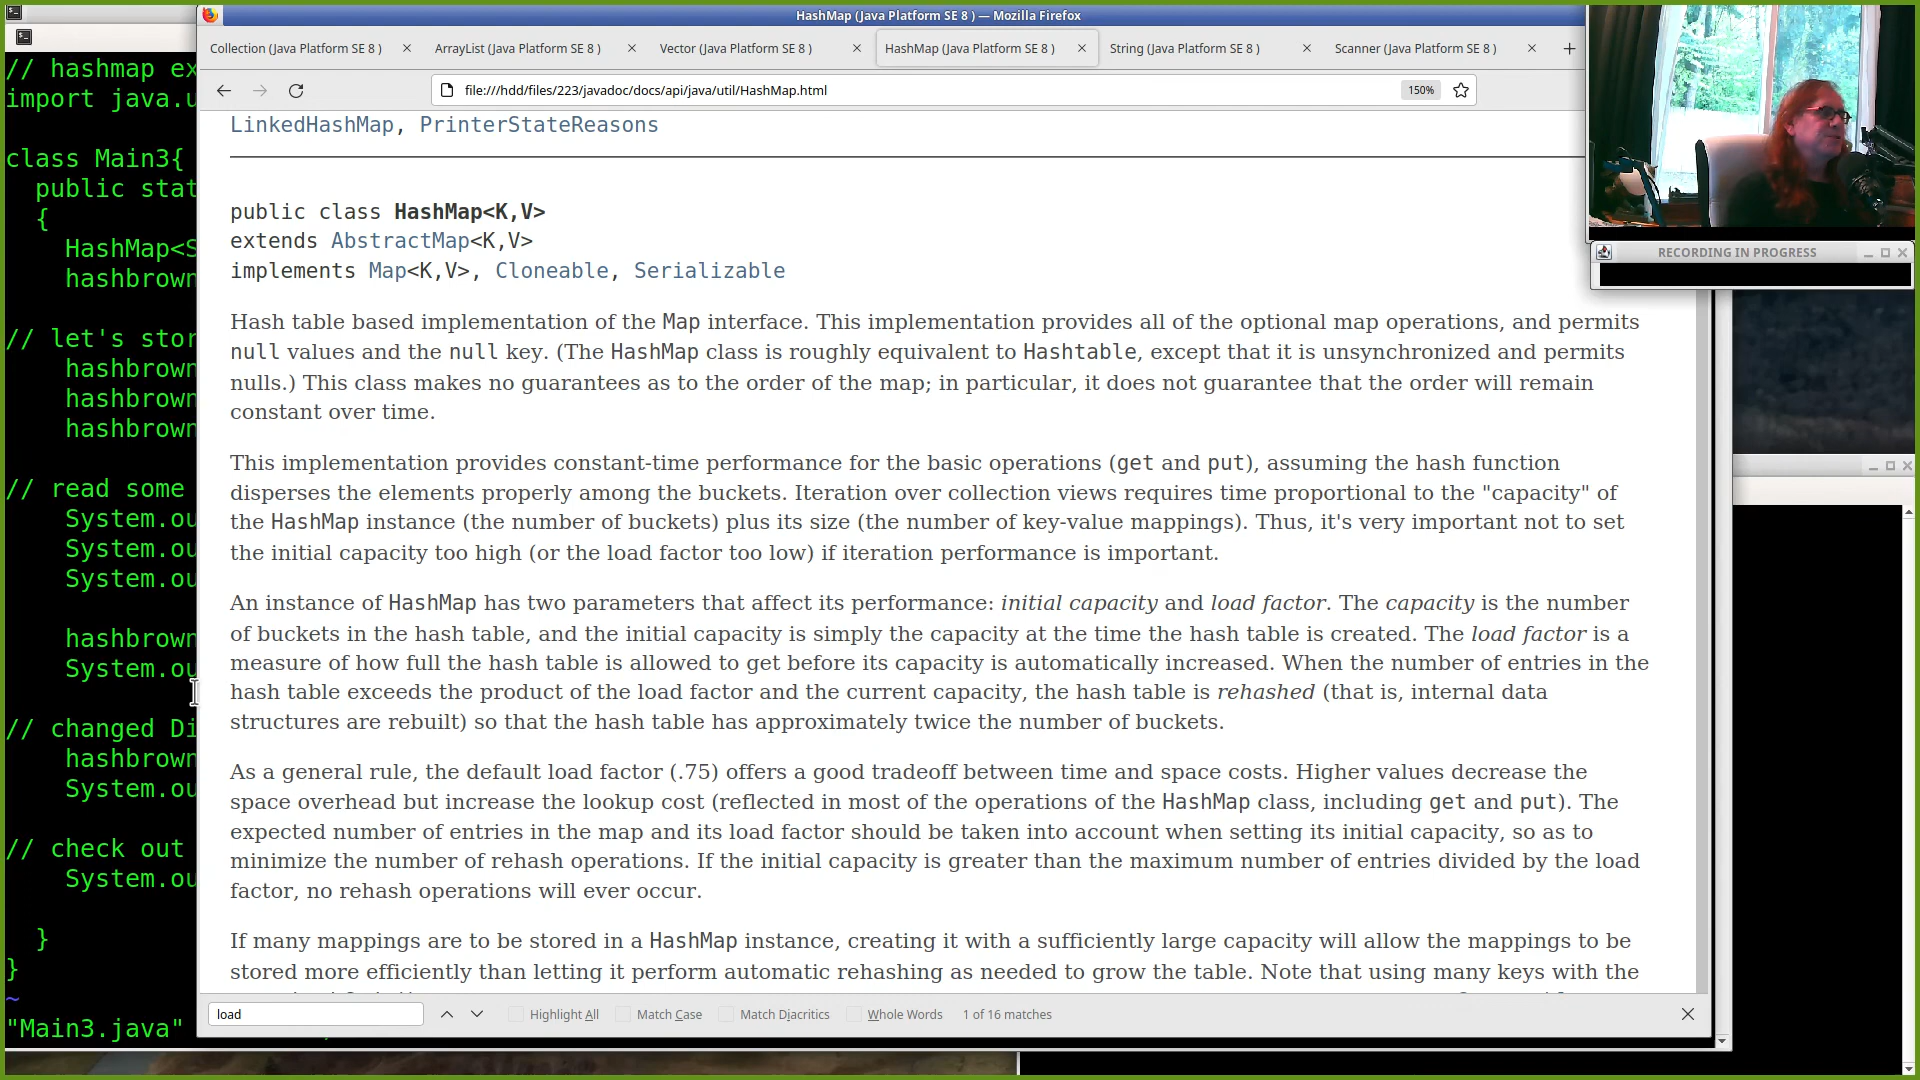 HashMap (Java Platform SE 8 ) — Mozilla Firefox
Collection (Java Platform SE 8 )
ArrayList (Java Platform SE 8 )
Vector (Java Platform SE 8 )
HashMap (Java Platform SE 8 )
String (Java Platform SE 8 )
Scanner (Java Platform SE 8 )
file:///hdd/files/223/javadoc/docs/api/java/util/HashMap.html
150%
LinkedHashMap, PrinterStateReasons
public class HashMap<K,V>
extends AbstractMap<K,V>
implements Map<K,V>, Cloneable, Serializable
Hash table based implementation of the Map interface. This implementation provides all of the optional map operations, and permits
null values and the null key. (The HashMap class is roughly equivalent to Hashtable, except that it is unsynchronized and permits
nulls.) This class makes no guarantees as to the order of the map; in particular, it does not guarantee that the order will remain
constant over time.
This implementation provides constant-time performance for the basic operations (get and put), assuming the hash function
disperses the elements properly among the buckets. Iteration over collection views requires time proportional to the "capacity" of
the HashMap instance (the number of buckets) plus its size (the number of key-value mappings). Thus, it's very important not to set
the initial capacity too high (or the load factor too low) if iteration performance is important.
An instance of HashMap has two parameters that affect its performance: initial capacity and load factor. The capacity is the number
of buckets in the hash table, and the initial capacity is simply the capacity at the time the hash table is created. The load factor is a
measure of how full the hash table is allowed to get before its capacity is automatically increased. When the number of entries in the
hash table exceeds the product of the load factor and the current capacity, the hash table is rehashed (that is, internal data
structures are rebuilt) so that the hash table has approximately twice the number of buckets.
As a general rule, the default load factor (.75) offers a good tradeoff between time and space costs. Higher values decrease the
space overhead but increase the lookup cost (reflected in most of the operations of the HashMap class, including get and put). The
expected number of entries in the map and its load factor should be taken into account when setting its initial capacity, so as to
minimize the number of rehash operations. If the initial capacity is greater than the maximum number of entries divided by the load
factor, no rehash operations will ever occur.
If many mappings are to be stored in a HashMap instance, creating it with a sufficiently large capacity will allow the mappings to be
stored more efficiently than letting it perform automatic rehashing as needed to grow the table. Note that using many keys with the
load
Highlight All
Match Case
Match Diacritics
Whole Words
1 of 16 matches
RECORDING IN PROGRESS
// hashmap ex
import java.u
class Main3{
public stat
{
HashMap<S
hashbrown
// let's stor
hashbrown
hashbrown
hashbrown
// read some
System.ou
System.ou
System.ou
hashbrown
System.ou
// changed Di
hashbrown
System.ou
// check out
System.ou
}
}
~
"Main3.java"